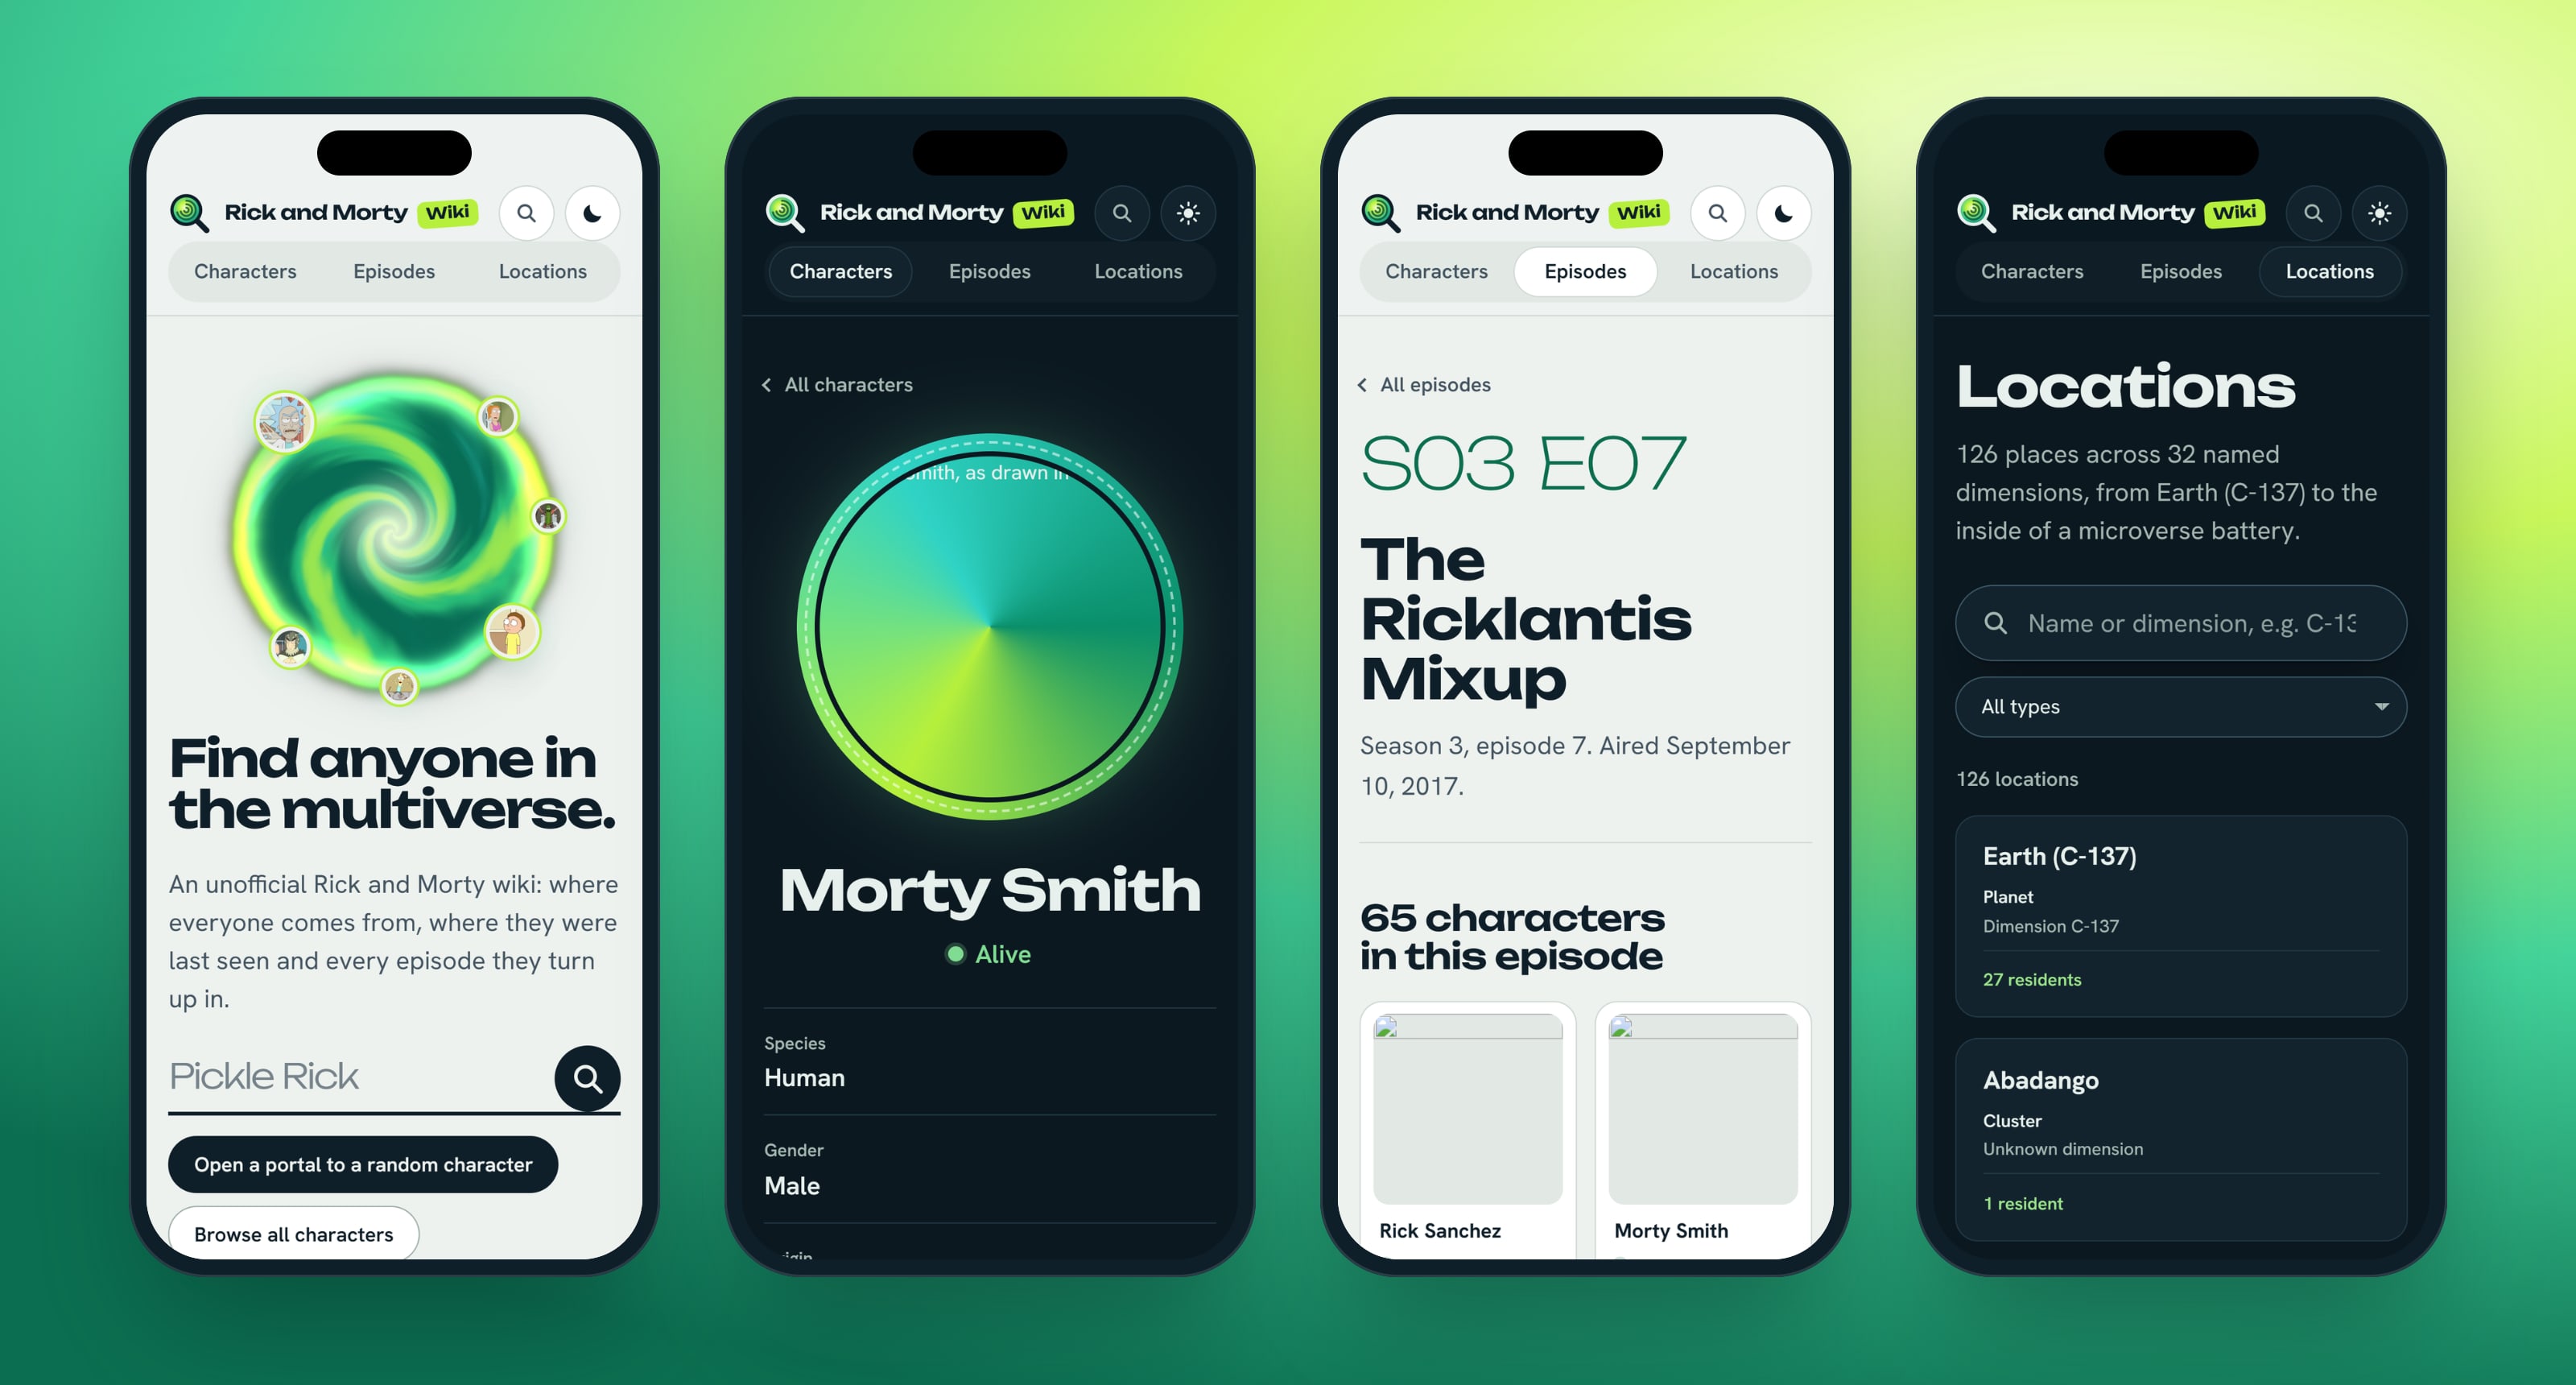 Rick and Morty Wiki
Characters Episodes Locations
Find anyone in
the multiverse.
An unofficial Rick and Morty wiki: where
everyone comes from, where they were
last seen and every episode they turn
up in.
Pickle Rick
Open a portal to a random character
Browse all characters
Rick and Morty Wiki
Characters Episodes Locations
All characters
Smith, as drawn in
Morty Smith
Alive
Species
Human
Gender
Male
Rick and Morty Wiki
Characters Episodes Locations
All episodes
S03 E07
The
Ricklantis
Mixup
Season 3, episode 7. Aired September
10, 2017.
65 characters
in this episode
Rick Sanchez
Morty Smith
Rick and Morty Wiki
Characters Episodes Locations
Locations
126 places across 32 named
dimensions, from Earth (C-137) to the
inside of a microverse battery.
Name or dimension, e.g. C-13
All types
126 locations
Earth (C-137)
Planet
Dimension C-137
27 residents
Abadango
Cluster
Unknown dimension
1 resident